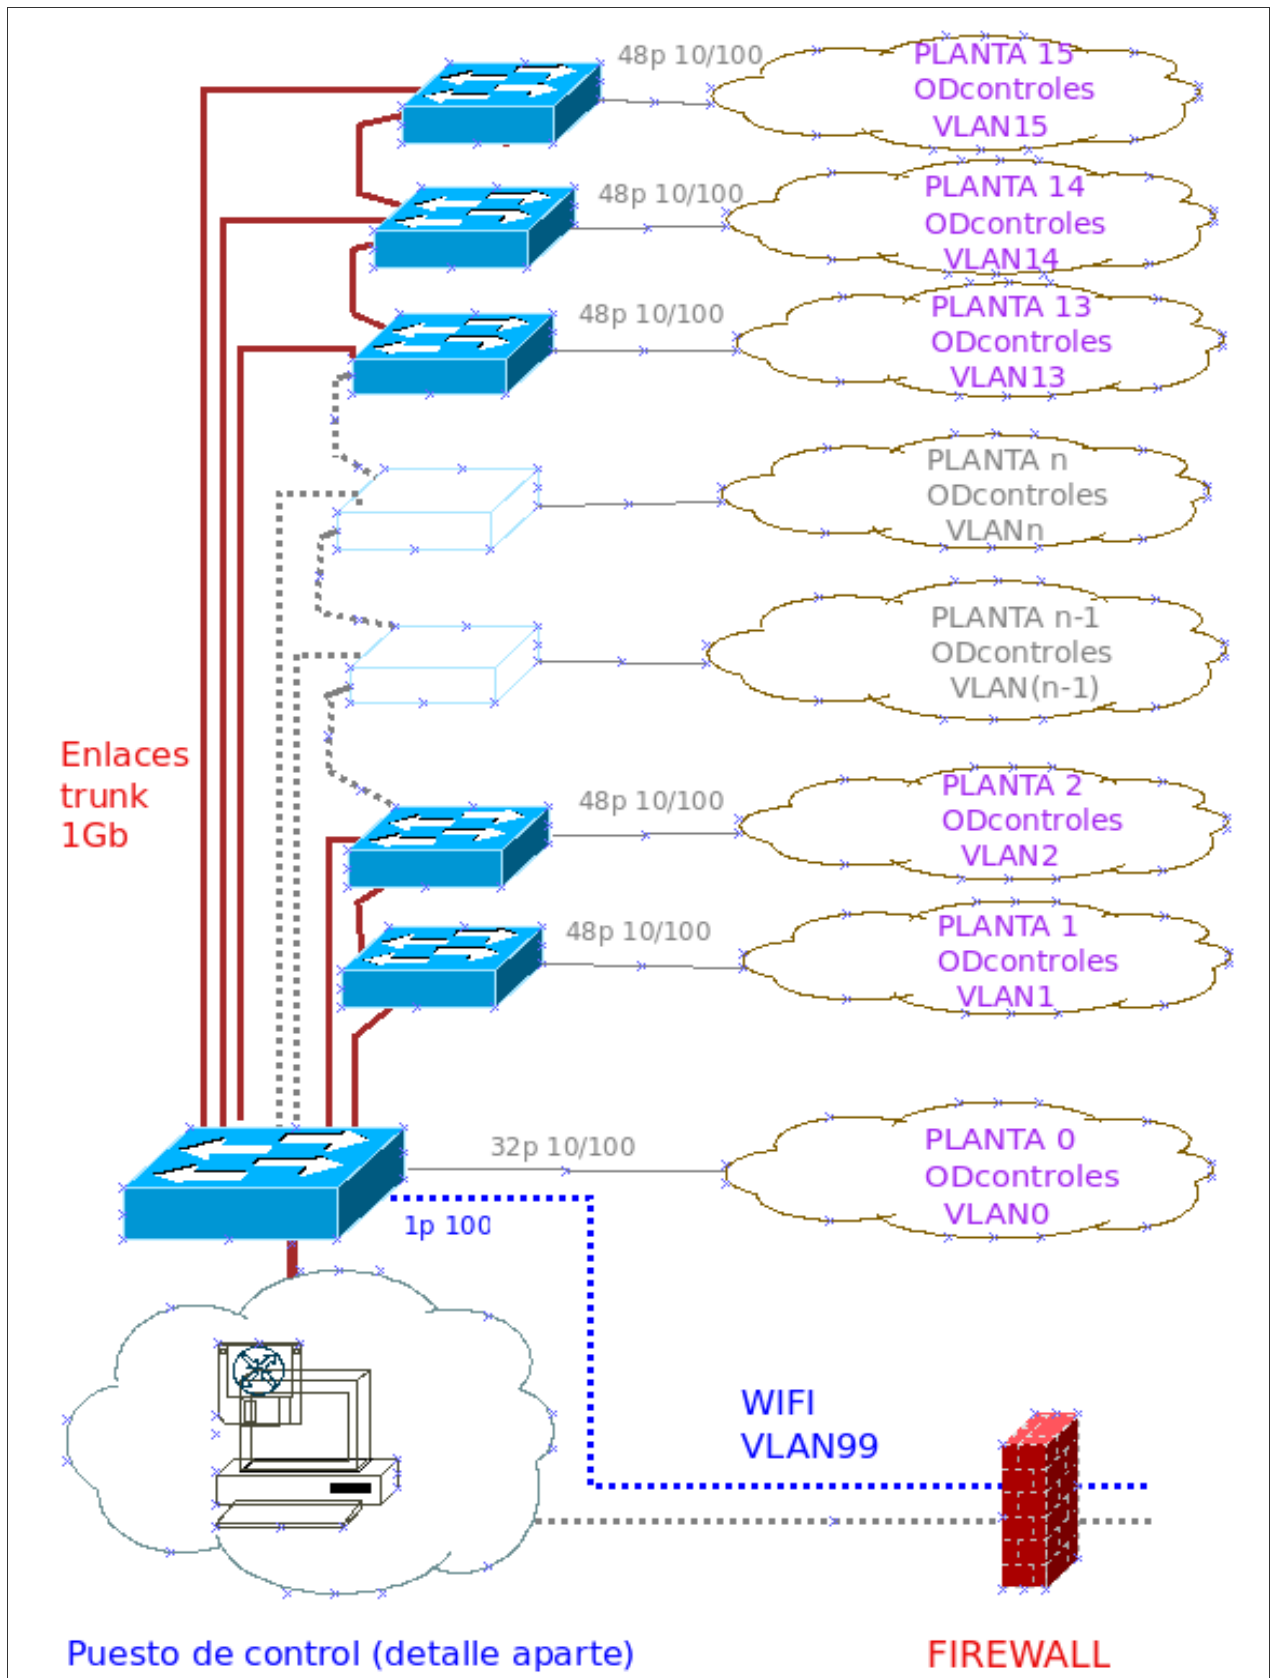 48p 10/100
PLANTA 15
ODcontroles
VLAN15
48p 10/100
PLANTA 14
ODcontroles
VLAN14
48p 10/100
PLANTA 13
ODcontroles
VLAN13
PLANTA n
ODcontroles
VLANn
PLANTA n-1
ODcontroles
VLAN(n-1)
Enlaces
trunk
1Gb
48p 10/100
PLANTA 2
ODcontroles
VLAN2
48p 10/100
PLANTA 1
ODcontroles
VLAN1
32p 10/100
PLANTA 0
ODcontroles
VLAN0
1p 100
WIFI
VLAN99
Puesto de control (detalle aparte)
FIREWALL